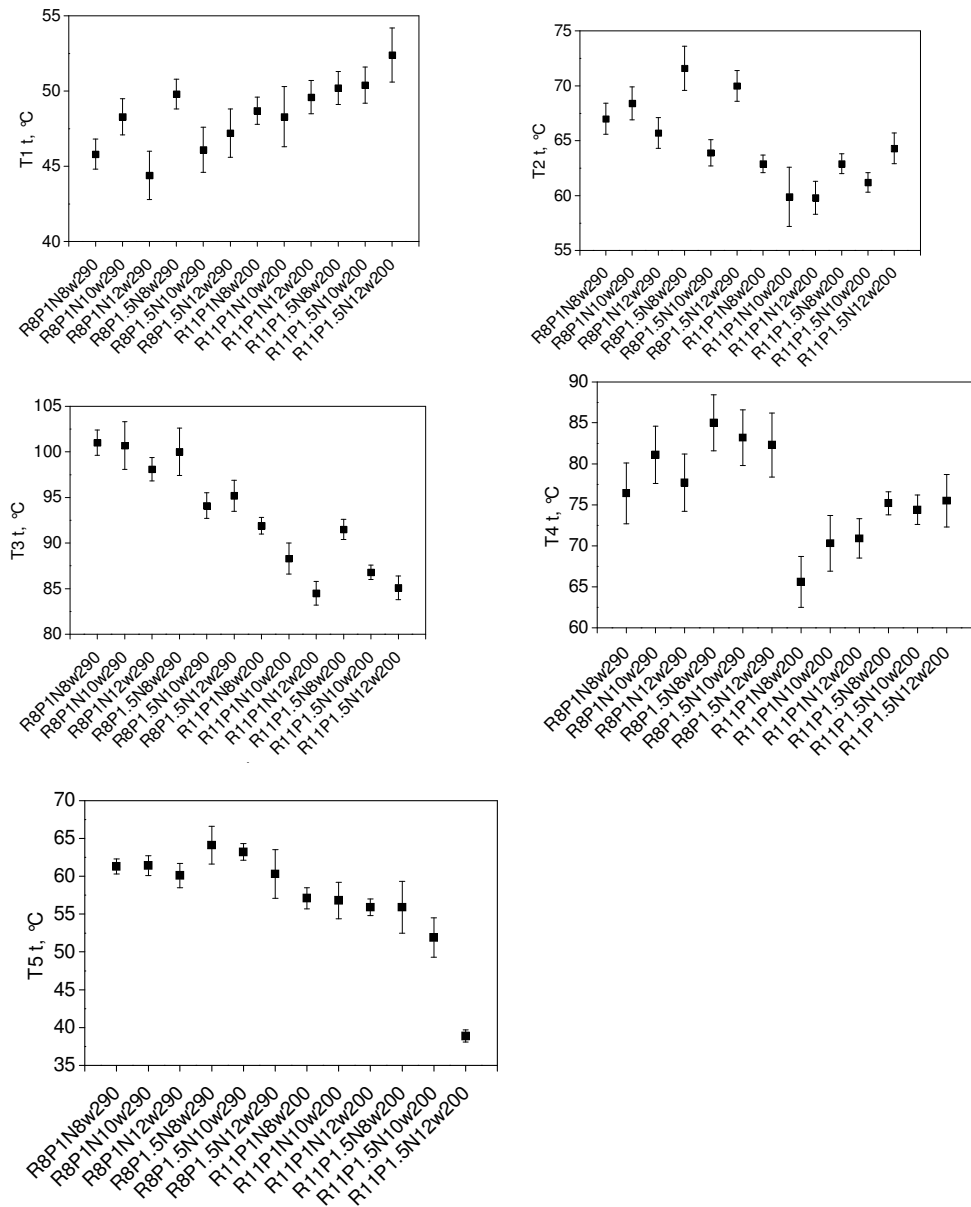 55
50
45
40
T1 t, °C
R8P1N8w290
R8P1N10w290
R8P1N12w290
R8P1.5N8w290
R8P1.5N10w290
R8P1.5N12w290
R11P1N8w200
R11P1N10w200
R11P1N12w200
R11P1.5N8w200
R11P1.5N10w200
R11P1.5N12w200
75
70
65
60
55
T2 t, °C
R8P1N8w290
R8P1N10w290
R8P1N12w290
R8P1.5N8w290
R8P1.5N10w290
R8P1.5N12w290
R11P1N8w200
R11P1N10w200
R11P1N12w200
R11P1.5N8w200
R11P1.5N10w200
R11P1.5N12w200
105
100
95
90
85
80
T3 t, °C
R8P1N8w290
R8P1N10w290
R8P1N12w290
R8P1.5N8w290
R8P1.5N10w290
R8P1.5N12w290
R11P1N8w200
R11P1N10w200
R11P1N12w200
R11P1.5N8w200
R11P1.5N10w200
R11P1.5N12w200
90
85
80
75
70
65
60
T4 t, °C
R8P1N8w290
R8P1N10w290
R8P1N12w290
R8P1.5N8w290
R8P1.5N10w290
R8P1.5N12w290
R11P1N8w200
R11P1N10w200
R11P1N12w200
R11P1.5N8w200
R11P1.5N10w200
R11P1.5N12w200
70
65
60
55
50
45
40
35
T5 t, °C
R8P1N8w290
R8P1N10w290
R8P1N12w290
R8P1.5N8w290
R8P1.5N10w290
R8P1.5N12w290
R11P1N8w200
R11P1N10w200
R11P1N12w200
R11P1.5N8w200
R11P1.5N10w200
R11P1.5N12w200